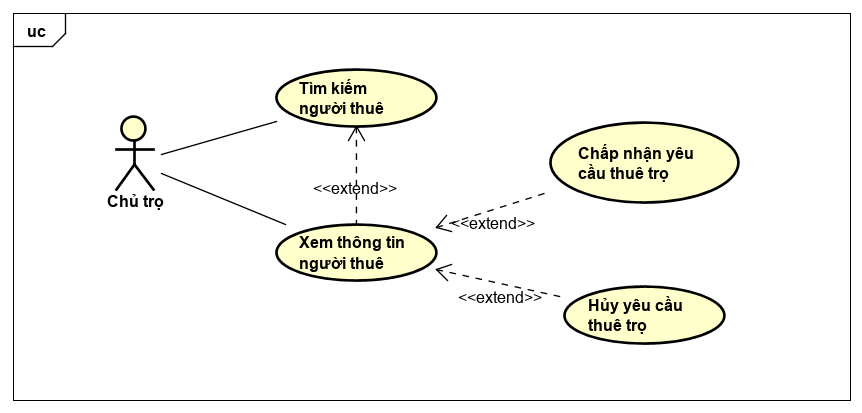 uc
Tìm kiếm
người thuê
Chấp nhận yêu
cầu thuê trọ
<<extend>>
Chủ trọ
<<extend>>
Xem thông tin
người thuê
<<extend>>
Hủy yêu cầu
thuê trọ